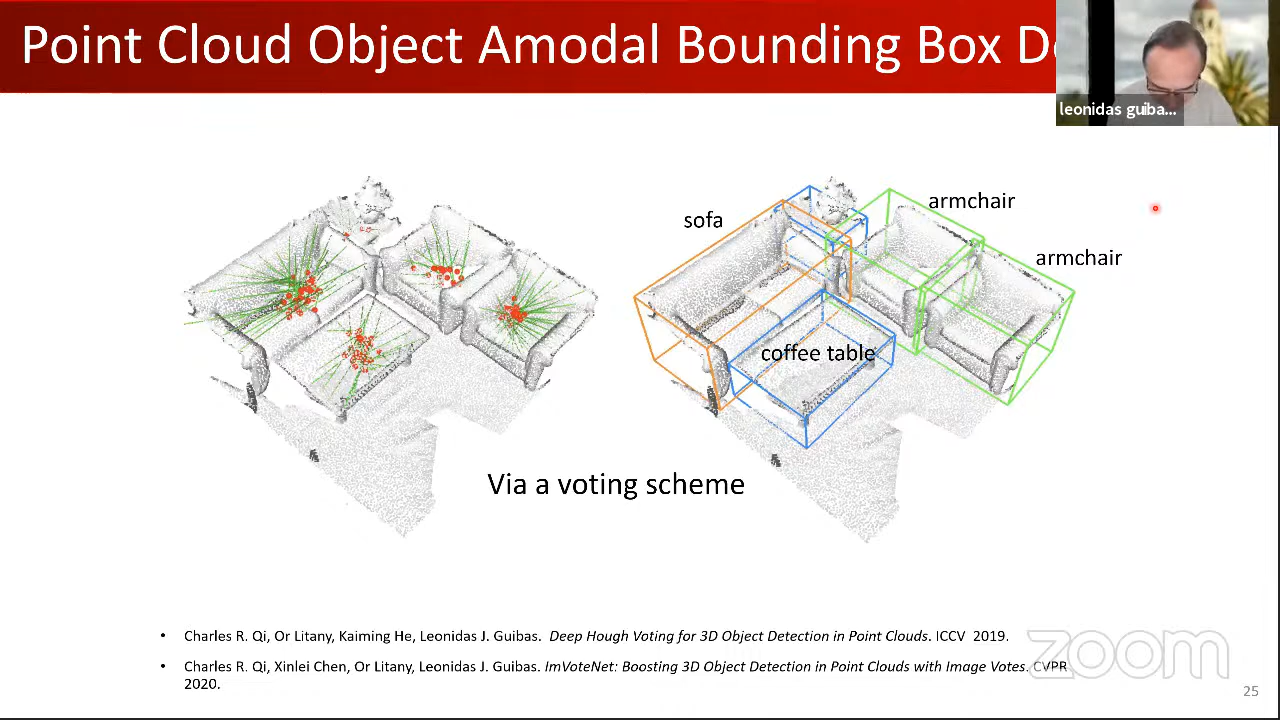 Point Cloud Object Amodal Bounding Box
leonidas guiba...
sofa
armchair
armchair
coffee table
Via a voting scheme
• Charles R. Qi, Or Litany, Kaiming He, Leonidas J. Guibas. Deep Hough Voting for 3D Object Detection in Point Clouds. ICCV 2019.
• Charles R. Qi, Xinlei Chen, Or Litany, Leonidas J. Guibas. ImVoteNet: Boosting 3D Object Detection in Point Clouds with Image Votes. CVPR
2020.
zoom
25